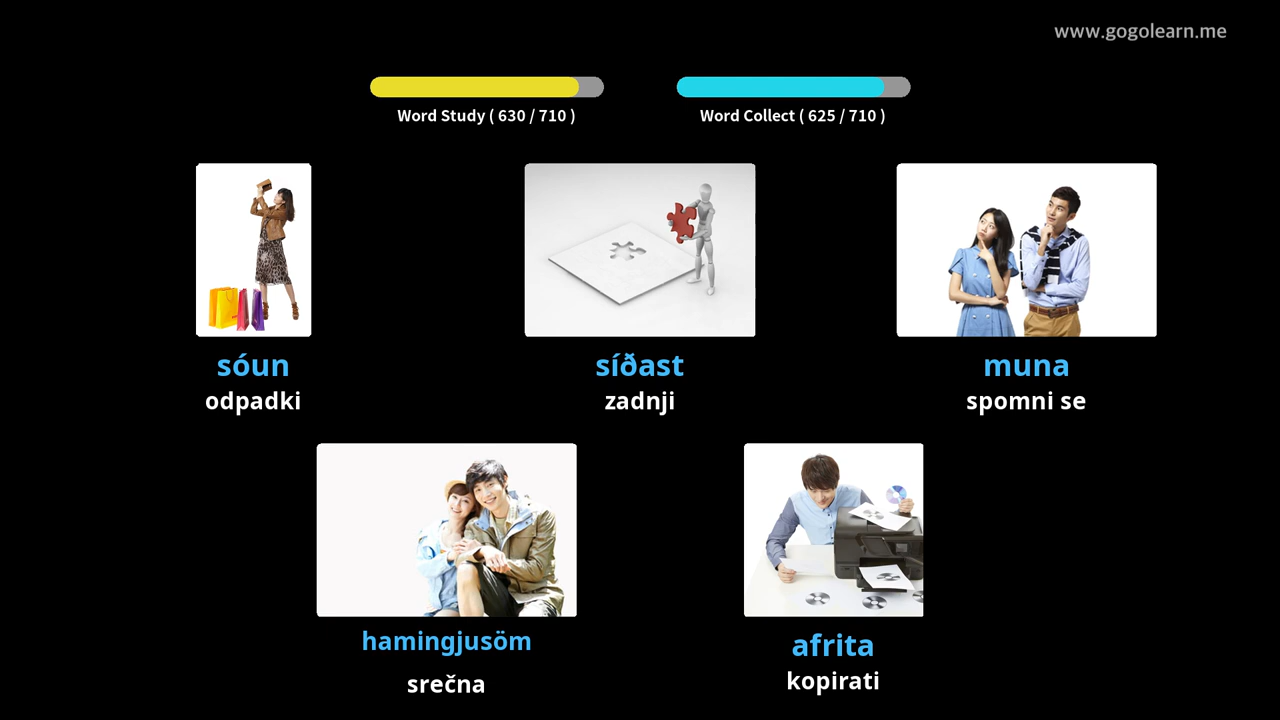 www.gogolearn.me
Word Study ( 630 / 710 )
Word Collect ( 625 / 710 )
sóun
odpadki
síðast
zadnji
muna
spomni se
hamingjusöm
srečna
afrita
kopirati